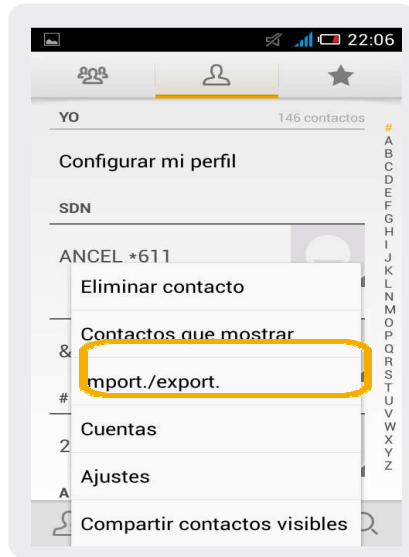 22:06
YO 146 contactos
Configurar mi perfil
SDN
ANCEL *611
Eliminar contacto
Contactos que mostrar
&
mport./export.
#
Cuentas
2
Ajustes
A
Compartir contactos visibles
#
A
B
C
D
E
F
G
H
I
J
K
L
N
M
O
P
Q
R
S
T
U
V
W
X
Y
Z